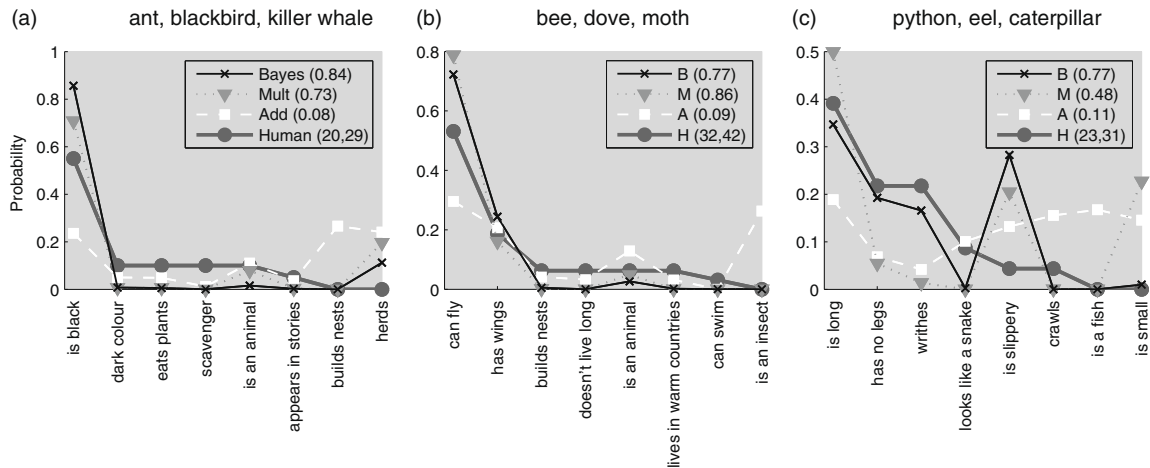 (a) ant, blackbird, killer whale
Probability
1
0.8
0.6
0.4
0.2
0
Bayes (0.84)
Mult (0.73)
Add (0.08)
Human (20,29)
is black
dark colour
eats plants
scavenger
is an animal
appears in stories
builds nests
herds
(b) bee, dove, moth
0.8
0.6
0.4
0.2
0
B (0.77)
M (0.86)
A (0.09)
H (32,42)
can fly
has wings
builds nests
doesn't live long
is an animal
lives in warm countries
can swim
is an insect
(c) python, eel, caterpillar
0.5
0.4
0.3
0.2
0.1
0
B (0.77)
M (0.48)
A (0.11)
H (23,31)
is long
has no legs
writhes
looks like a snake
is slippery
crawls
is a fish
is small